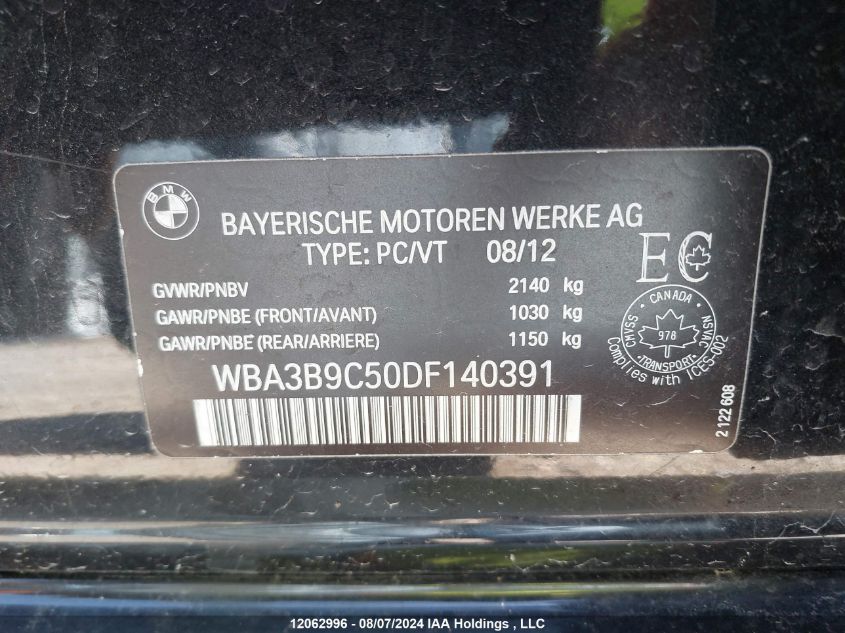 BMW
BAYERISCHE MOTOREN WERKE AG
TYPE: PC/VT 08/12
EC
GVWR/PNBV 2140 kg
GAWR/PNBE (FRONT/AVANT) 1030 kg
GAWR/PNBE (REAR/ARRIERE) 1150 kg
CANADA
CMVSS 978 NSVAC
TRANSPORT
Complies with ICES-002
WBA3B9C50DF140391
2 122 608
12062996 - 08/07/2024 IAA Holdings , LLC